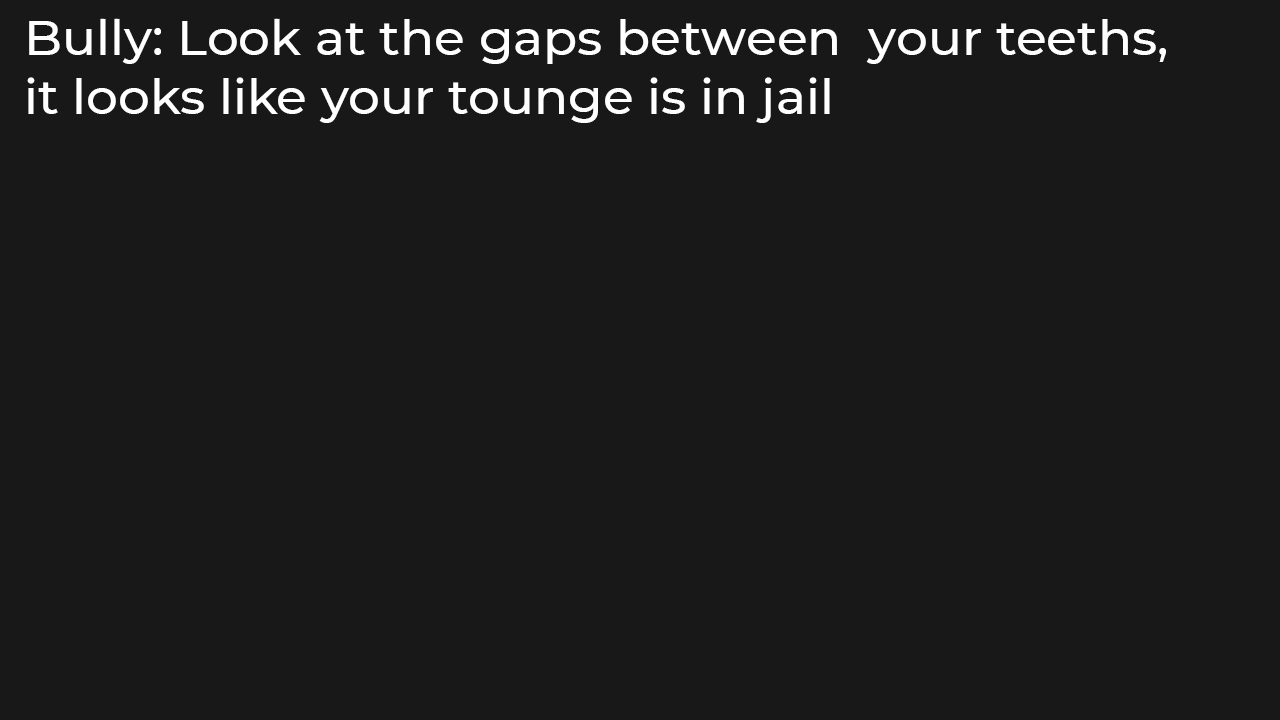 Bully: Look at the gaps between  your teeths,
it looks like your tounge is in jail